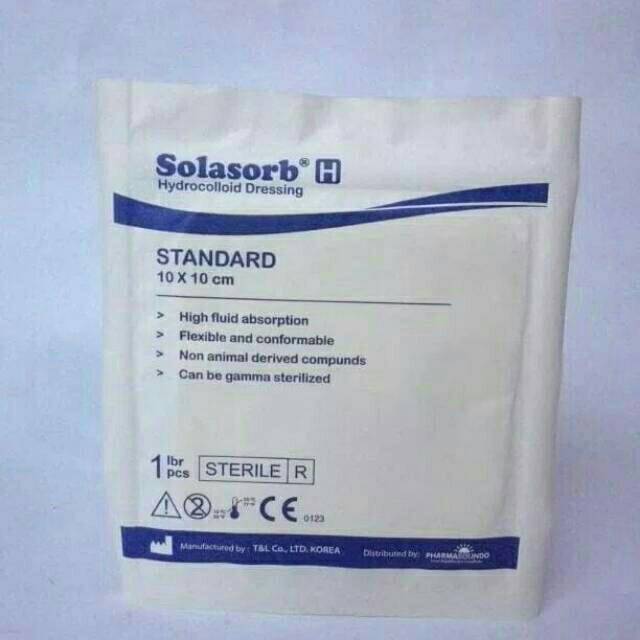 Solasorb® H
Hydrocolloid Dressing
STANDARD
10 X 10 cm
> High fluid absorption
> Flexible and conformable
> Non animal derived compunds
> Can be gamma sterilized
1 lbr pcs STERILE R
2 CE 0123
Manufactured by : T&L Co., LTD. KOREA Distributed by: PHARMASOLINDO